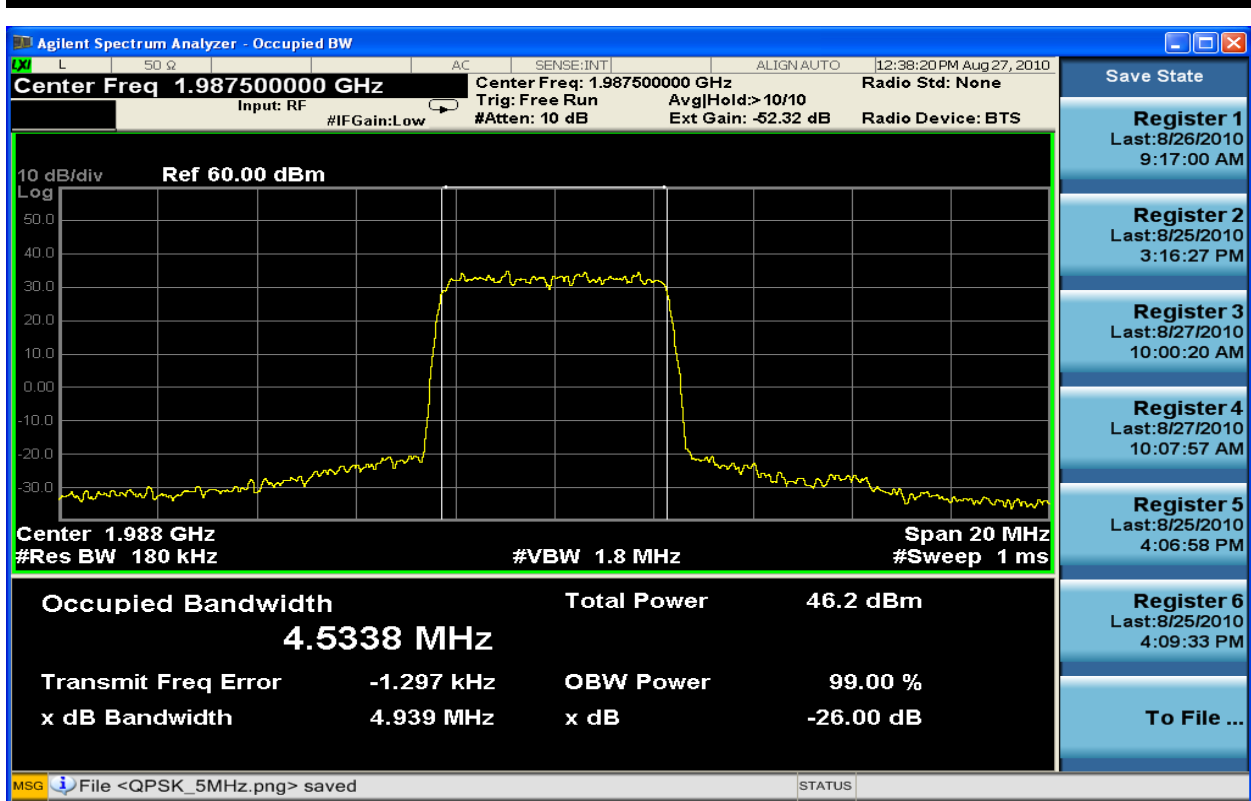 Agilent Spectrum Analyzer - Occupied BW
LXI L 50 Ω AC SENSE:INT ALIGN AUTO 12:38:20 PM Aug 27, 2010
Center Freq 1.987500000 GHz
Input: RF
#IFGain:Low
Center Freq: 1.987500000 GHz
Trig: Free Run Avg|Hold:> 10/10
#Atten: 10 dB Ext Gain: -52.32 dB
Radio Std: None
Radio Device: BTS
10 dB/div Ref 60.00 dBm
Log
50.0
40.0
30.0
20.0
10.0
0.00
-10.0
-20.0
-30.0
Center 1.988 GHz Span 20 MHz
#Res BW 180 kHz #VBW 1.8 MHz #Sweep 1 ms
Occupied Bandwidth Total Power 46.2 dBm
4.5338 MHz
Transmit Freq Error -1.297 kHz OBW Power 99.00 %
x dB Bandwidth 4.939 MHz x dB -26.00 dB
MSG File <QPSK_5MHz.png> saved STATUS
Save State
Register 1
Last:8/26/2010
9:17:00 AM
Register 2
Last:8/25/2010
3:16:27 PM
Register 3
Last:8/27/2010
10:00:20 AM
Register 4
Last:8/27/2010
10:07:57 AM
Register 5
Last:8/25/2010
4:06:58 PM
Register 6
Last:8/25/2010
4:09:33 PM
To File ...